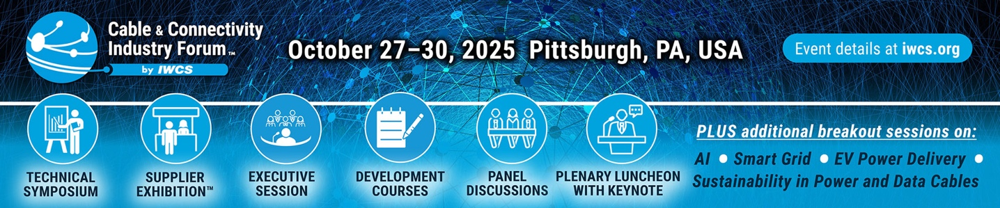 Cable & Connectivity
Industry Forum™
by IWCS
October 27–30, 2025 Pittsburgh, PA, USA
Event details at iwcs.org
TECHNICAL
SYMPOSIUM
SUPPLIER
EXHIBITION™
EXECUTIVE
SESSION
DEVELOPMENT
COURSES
PANEL
DISCUSSIONS
PLENARY LUNCHEON
WITH KEYNOTE
PLUS additional breakout sessions on:
AI • Smart Grid • EV Power Delivery •
Sustainability in Power and Data Cables